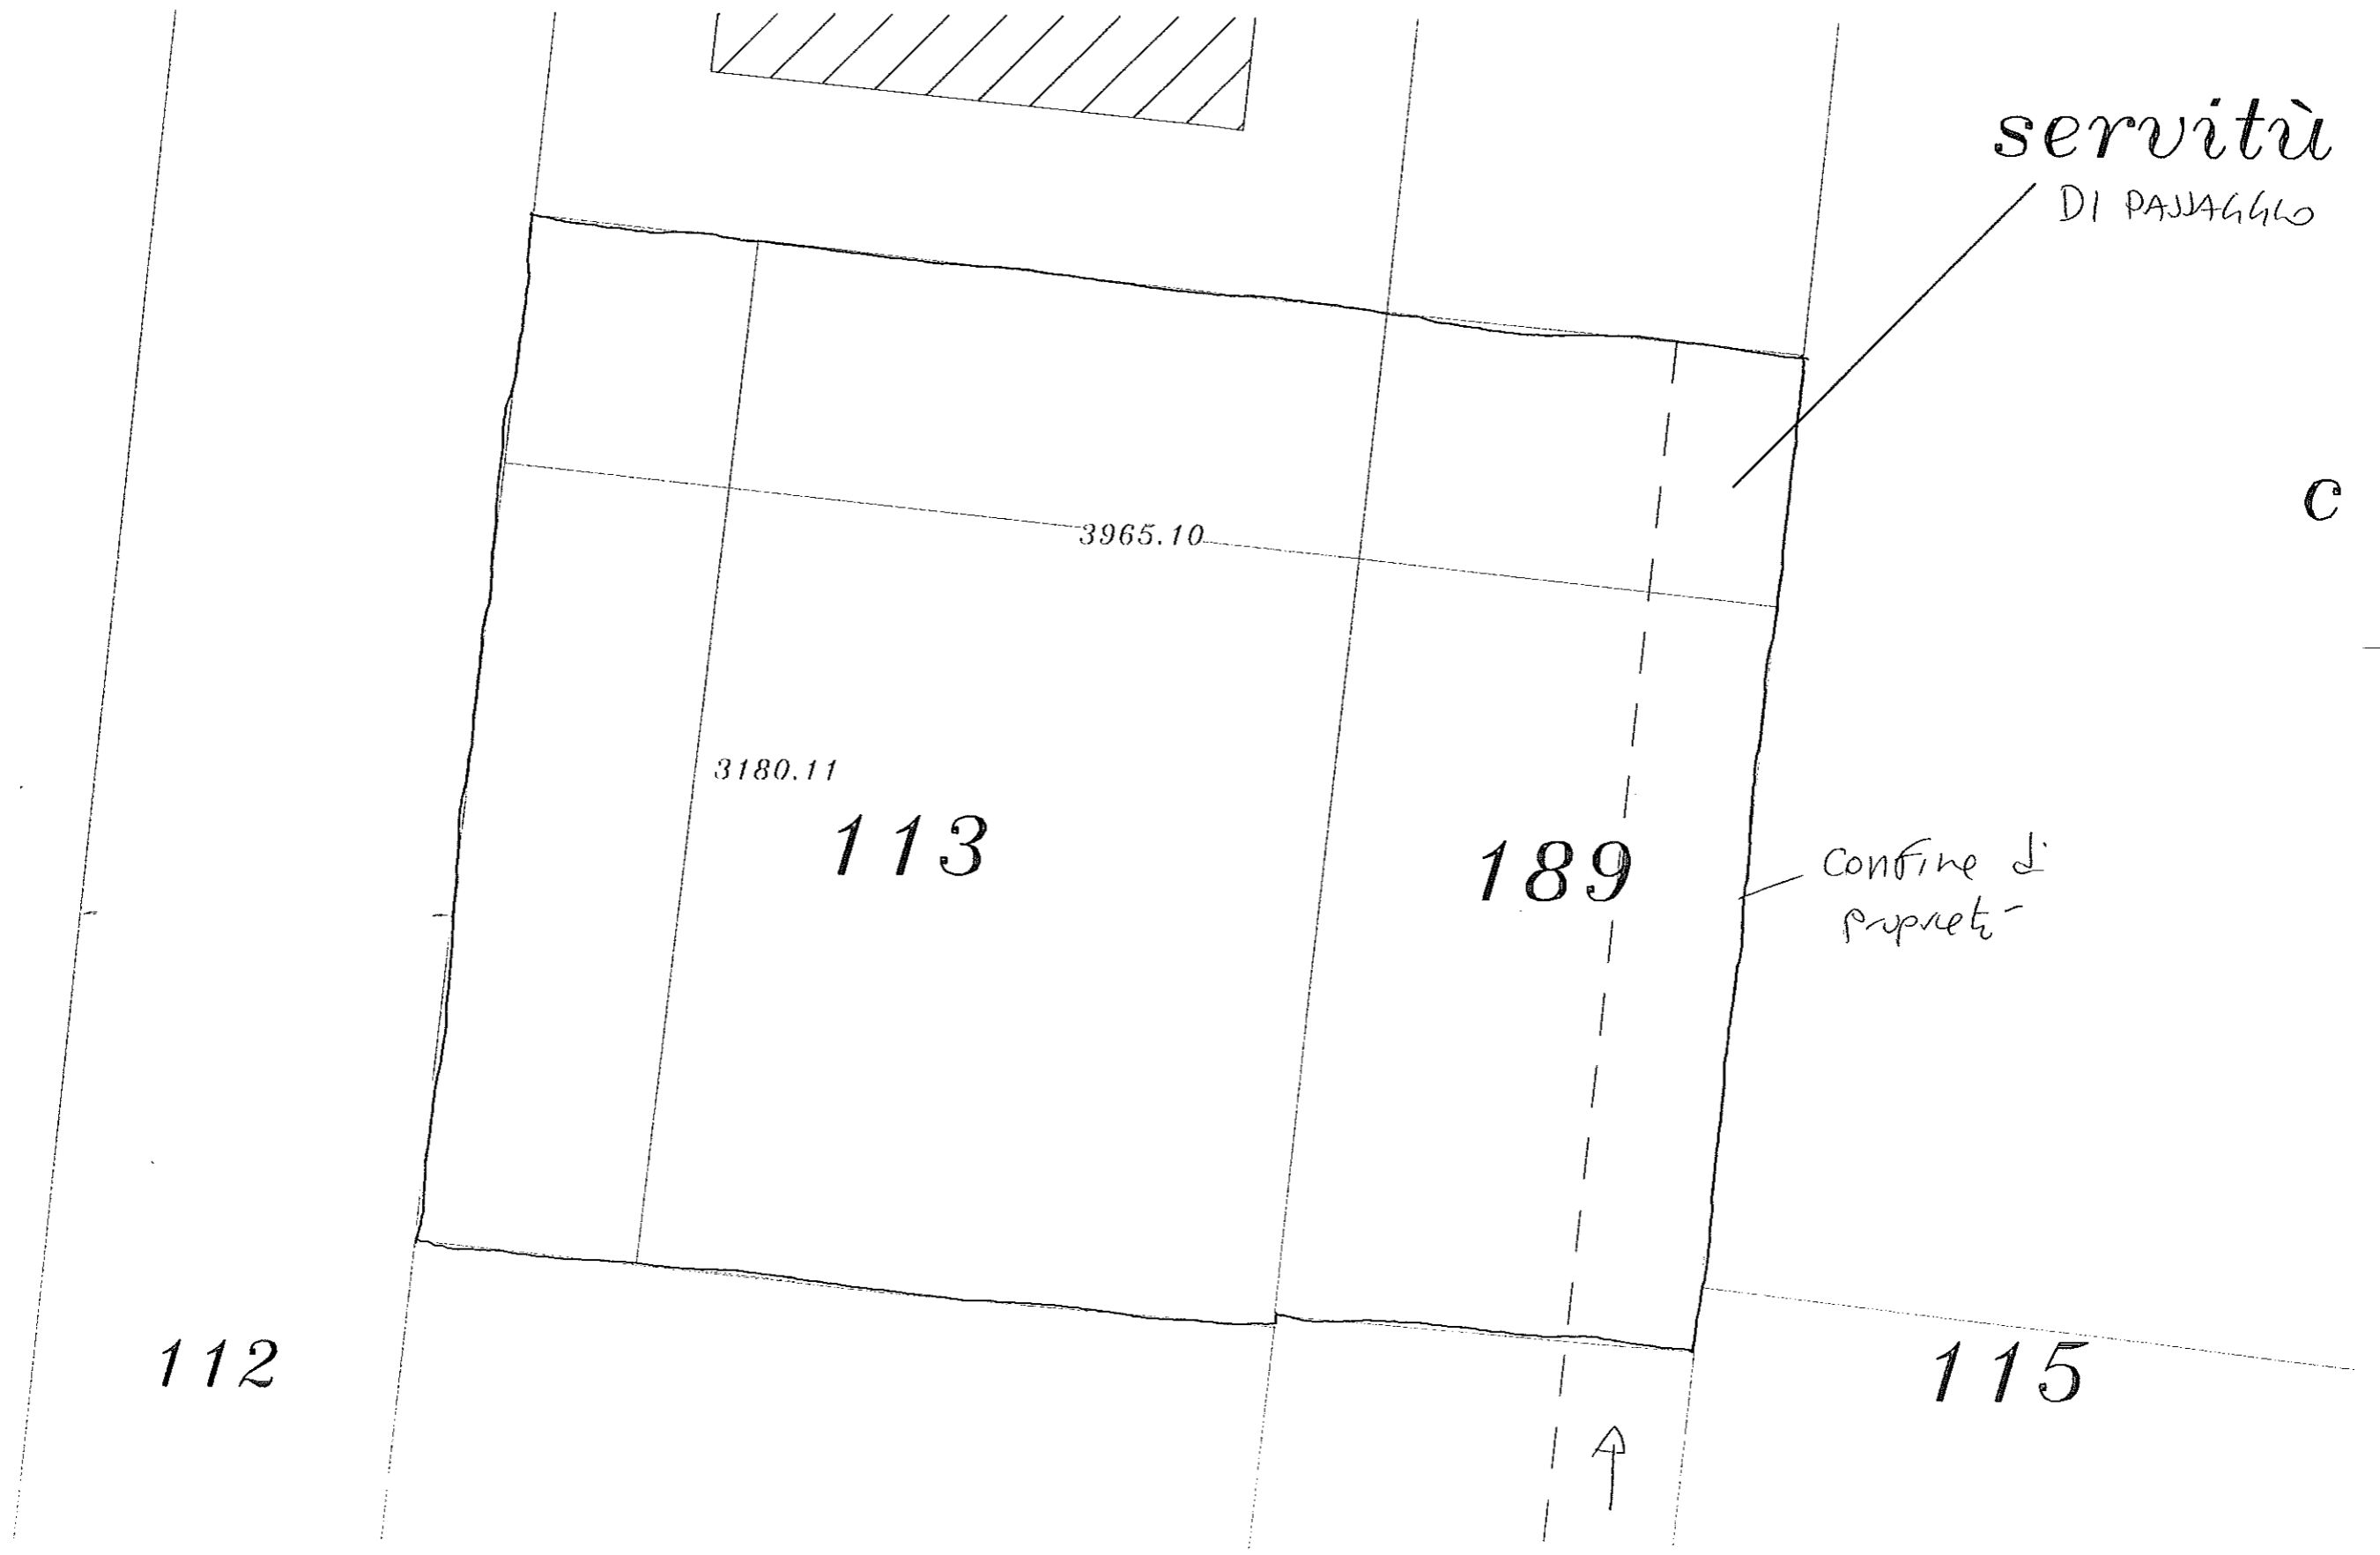 servitù
DI PASSAGGIO
c
3965.10
3180.11
113
189
confine di
proprietà
112
115